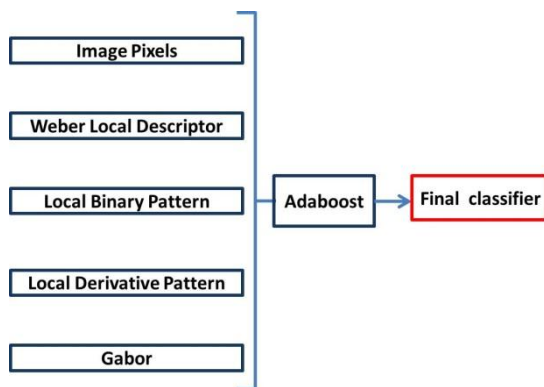 Image Pixels
Weber Local Descriptor
Local Binary Pattern
Local Derivative Pattern
Gabor
Adaboost
Final classifier